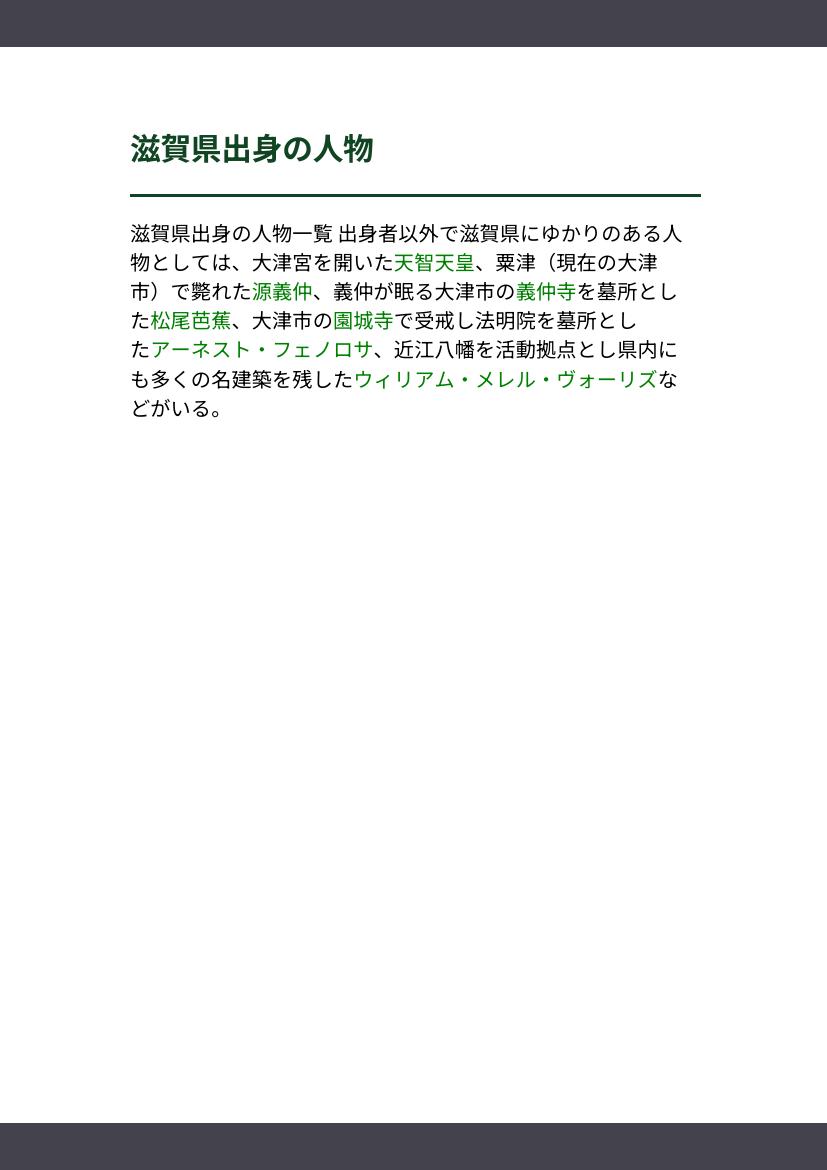 滋賀県出身の人物
滋賀県出身の人物一覧 出身者以外で滋賀県にゆかりのある人
物としては、大津宮を開いた天智天皇、粟津（現在の大津
市）で斃れた源義仲、義仲が眠る大津市の義仲寺を墓所とし
た松尾芭蕉、大津市の園城寺で受戒し法明院を墓所とし
たアーネスト・フェノロサ、近江八幡を活動拠点とし県内に
も多くの名建築を残したウィリアム・メレル・ヴォーリズな
どがいる。